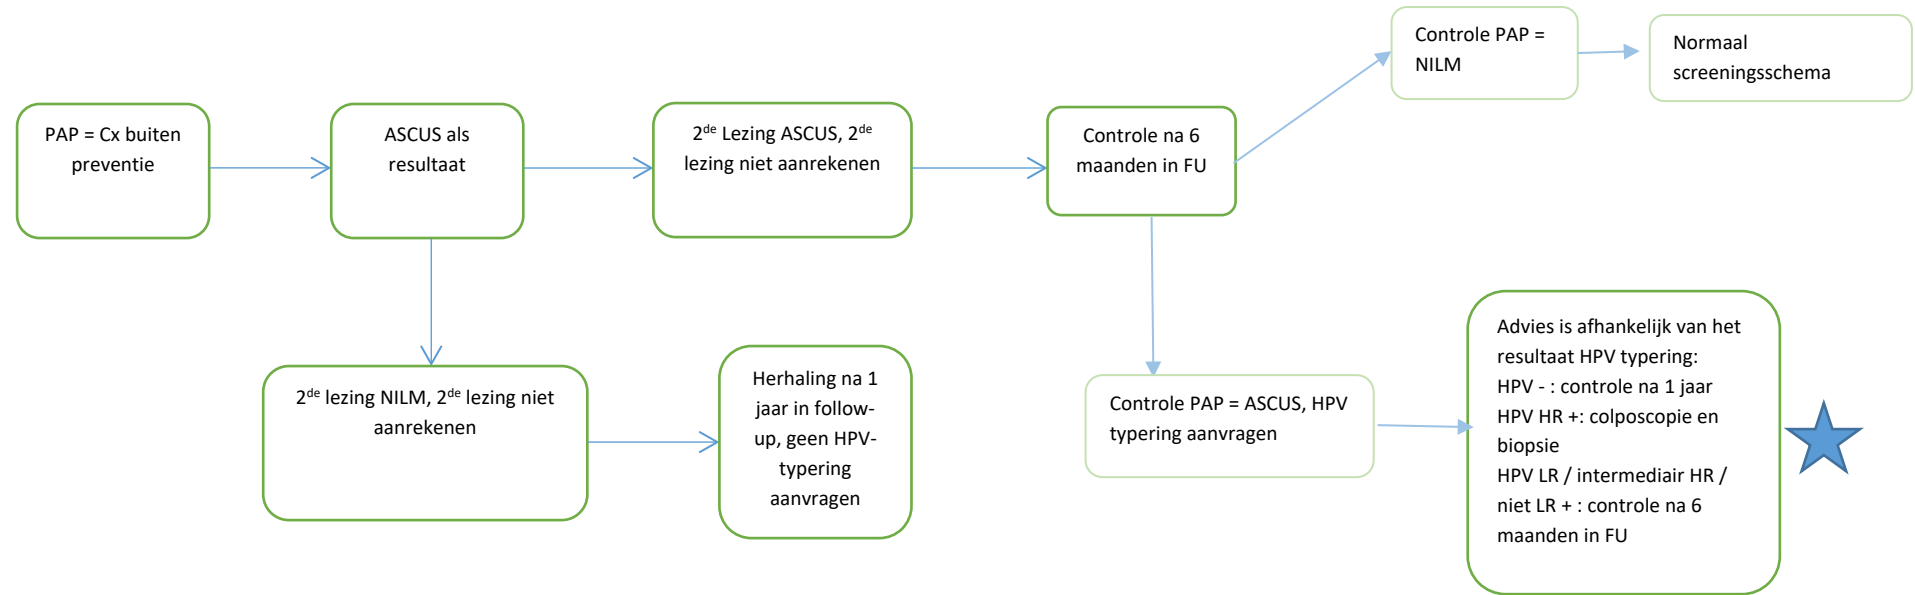 PAP = Cx buiten
preventie
ASCUS als
resultaat
2de Lezing ASCUS, 2de
lezing niet aanrekenen
Controle na 6
maanden in FU
Controle PAP =
NILM
Normaal
screeningsschema
2de lezing NILM, 2de lezing niet
aanrekenen
Herhaling na 1
jaar in follow-
up, geen HPV-
typering
aanvragen
Controle PAP = ASCUS, HPV
typering aanvragen
Advies is afhankelijk van het
resultaat HPV typering:
HPV - : controle na 1 jaar
HPV HR +: colposcopie en
biopsie
HPV LR / intermediair HR /
niet LR + : controle na 6
maanden in FU